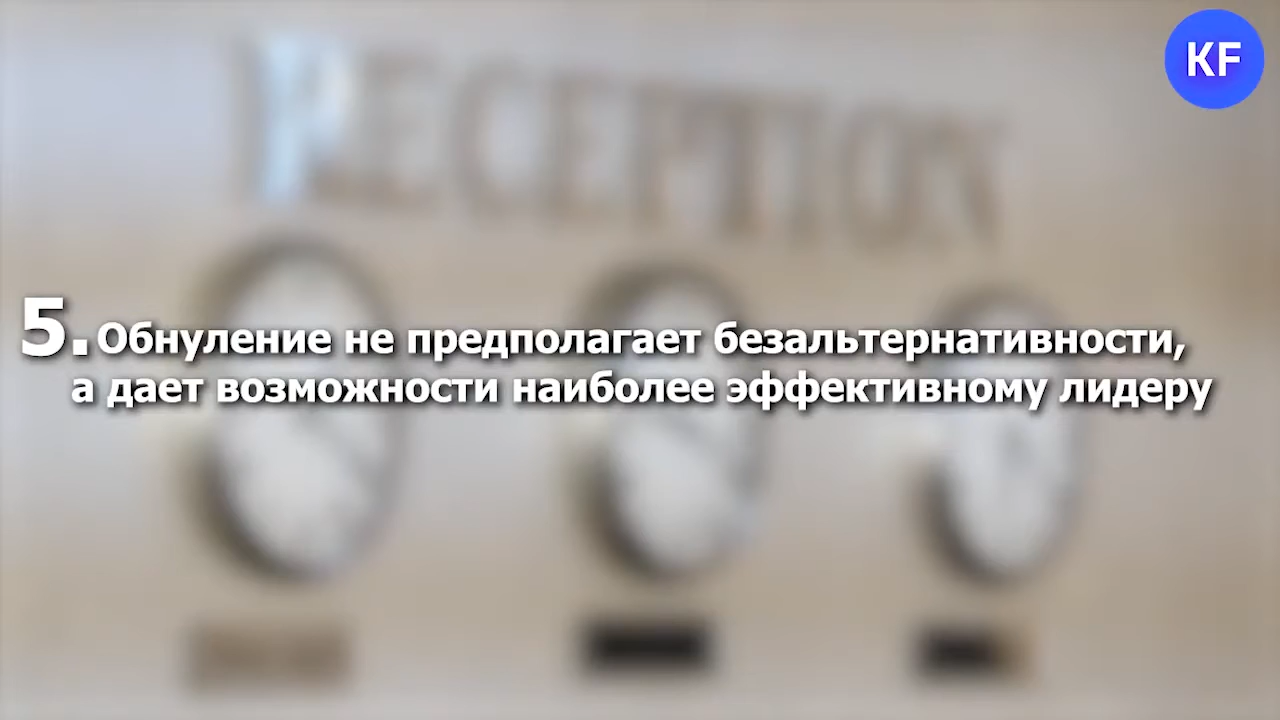 KF
RECEPTION
5. Обнуление не предполагает безальтернативности,
а дает возможности наиболее эффективному лидеру